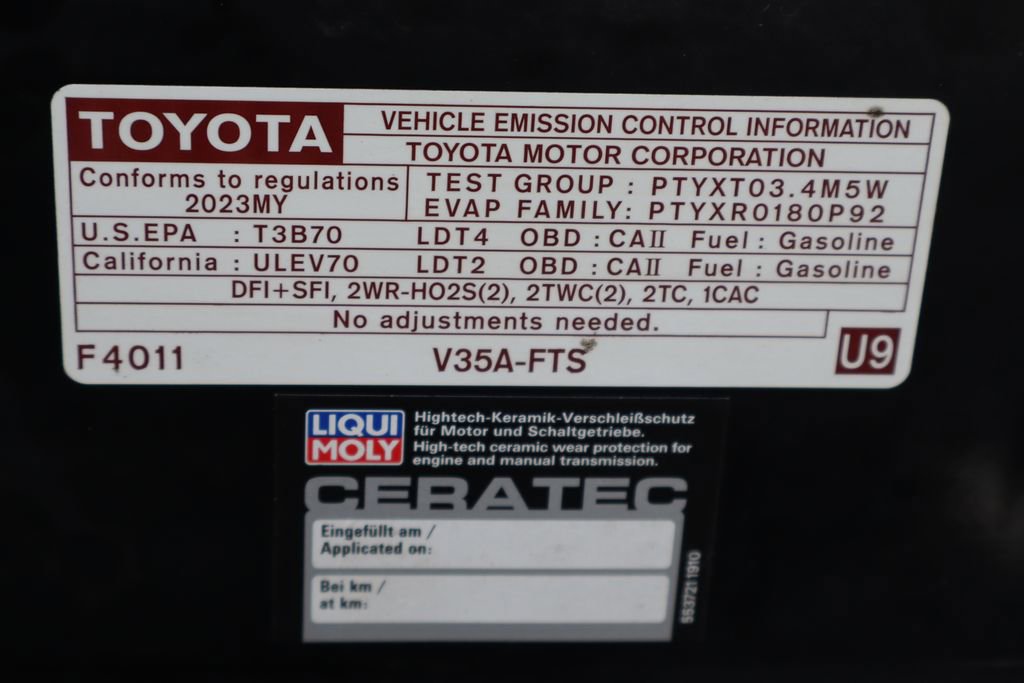 TOYOTA
VEHICLE EMISSION CONTROL INFORMATION
TOYOTA MOTOR CORPORATION
Conforms to regulations
2023MY
TEST GROUP : PTYXT03.4M5W
EVAP FAMILY: PTYXR0180P92
U.S.EPA : T3B70 LDT4 OBD : CAII Fuel : Gasoline
California : ULEV70 LDT2 OBD : CAII Fuel : Gasoline
DFI+SFI, 2WR-HO2S(2), 2TWC(2), 2TC, 1CAC
No adjustments needed.
F4011 V35A-FTS U9
LIQUI
MOLY
Hightech-Keramik-Verschleißschutz
für Motor und Schaltgetriebe.
High-tech ceramic wear protection for
engine and manual transmission.
CERATEC
Eingefüllt am /
Applicated on:
Bei km /
at km:
5537211910